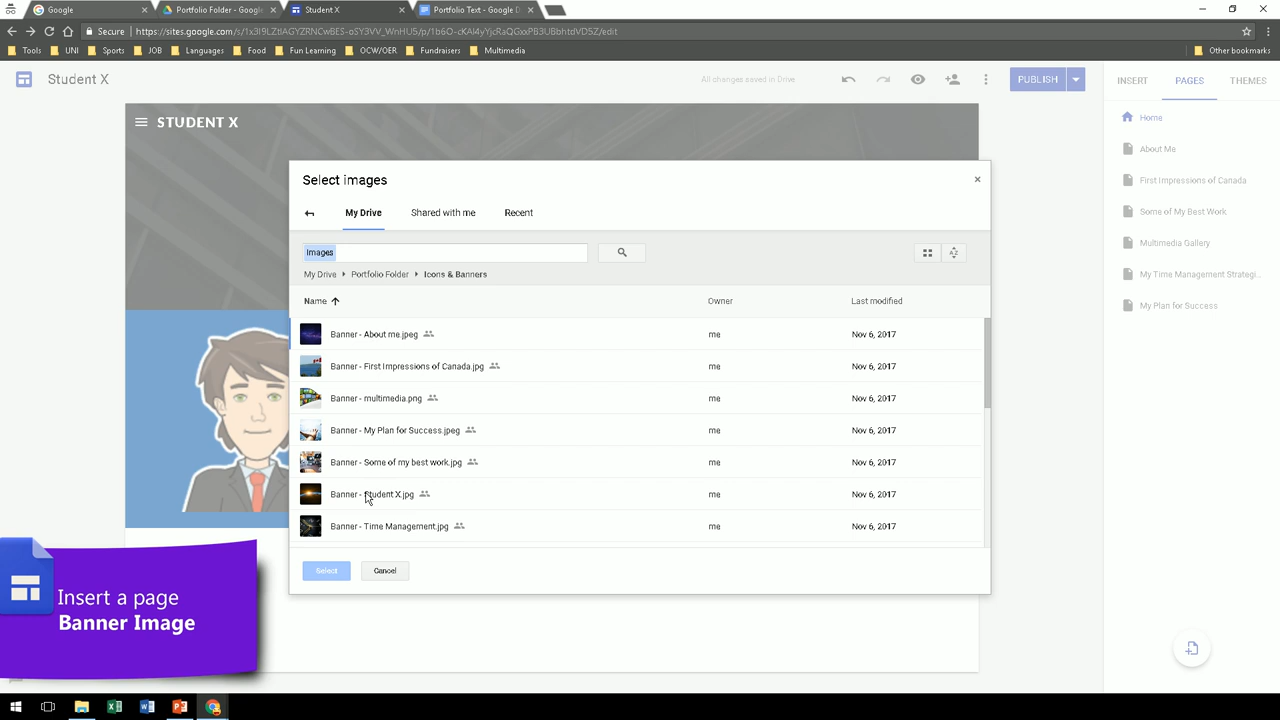 Google
Portfolio Folder - Google
Student X
Portfolio Text - Google D
Secure
Tools
UNI
Sports
JOB
Languages
Food
Fun Learning
OCW/OER
Fundraisers
Multimedia
Other bookmarks
Student X
All changes saved in Drive.
PUBLISH
INSERT
PAGES
THEMES
STUDENT X
Home
About Me
First Impressions of Canada
Some of My Best Work
Multimedia Gallery
My Time Management Strategi...
My Plan for Success
Select images
My Drive
Shared with me
Recent
Images
My Drive
Portfolio Folder
Icons & Banners
Name
Owner
Last modified
Banner - About me.jpeg
me
Nov 6, 2017
Banner - First Impressions of Canada.jpg
me
Nov 6, 2017
Banner - multimedia.png
me
Nov 6, 2017
Banner - My Plan for Success.jpeg
me
Nov 6, 2017
Banner - Some of my best work.jpg
me
Nov 6, 2017
Banner - Student X.jpg
me
Nov 6, 2017
Banner - Time Management.jpg
me
Nov 6, 2017
Select
Cancel
Insert a page
Banner Image